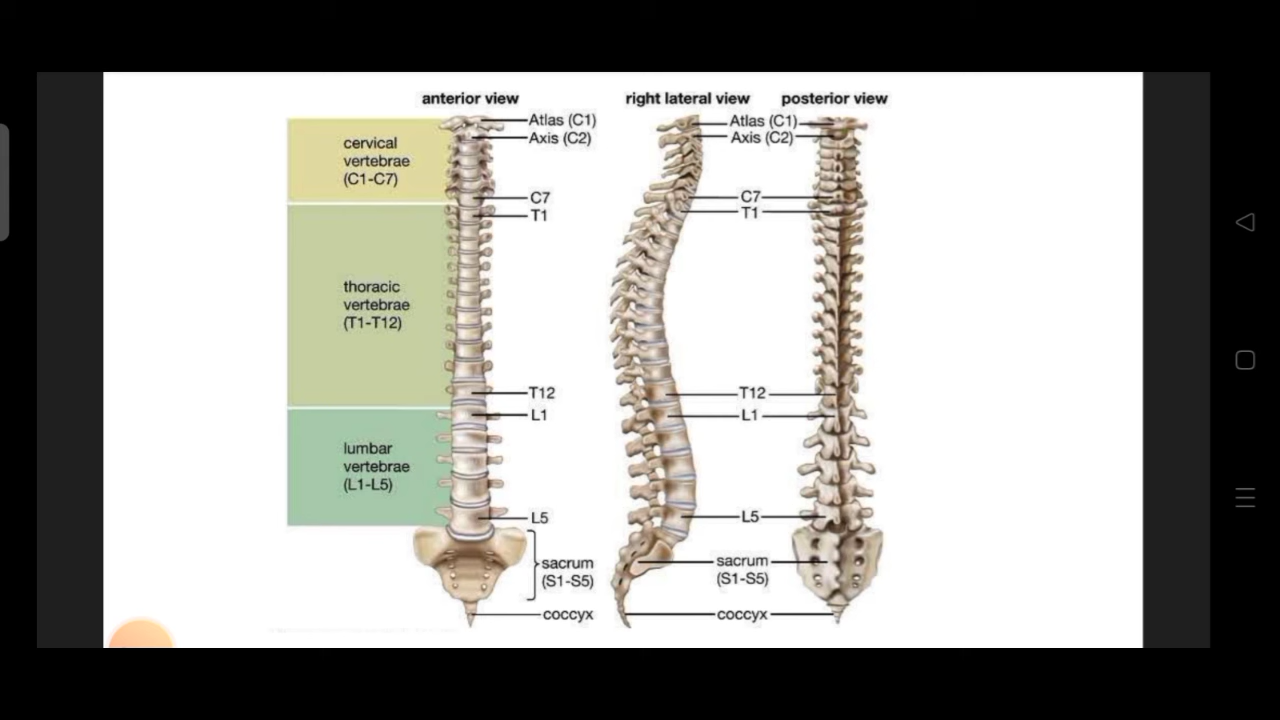 anterior view
right lateral view
posterior view
cervical
vertebrae
(C1-C7)
thoracic
vertebrae
(T1-T12)
lumbar
vertebrae
(L1-L5)
Atlas (C1)
Axis (C2)
C7
T1
T12
L1
L5
sacrum
(S1-S5)
coccyx
Atlas (C1)
Axis (C2)
C7
T1
T12
L1
L5
sacrum
(S1-S5)
coccyx